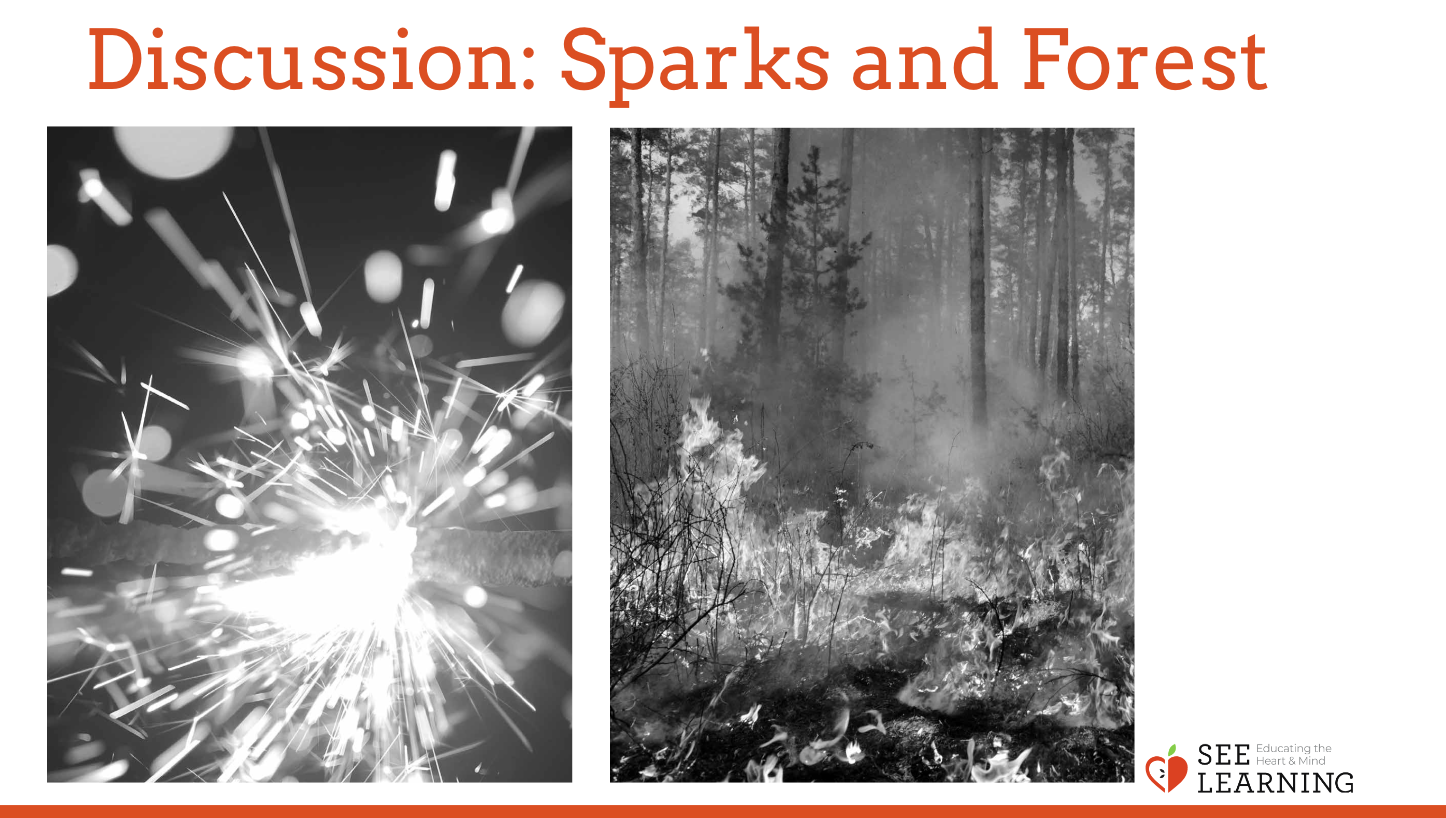 Discussion: Sparks and Forest
SEE
Educating the
Heart & Mind
LEARNING